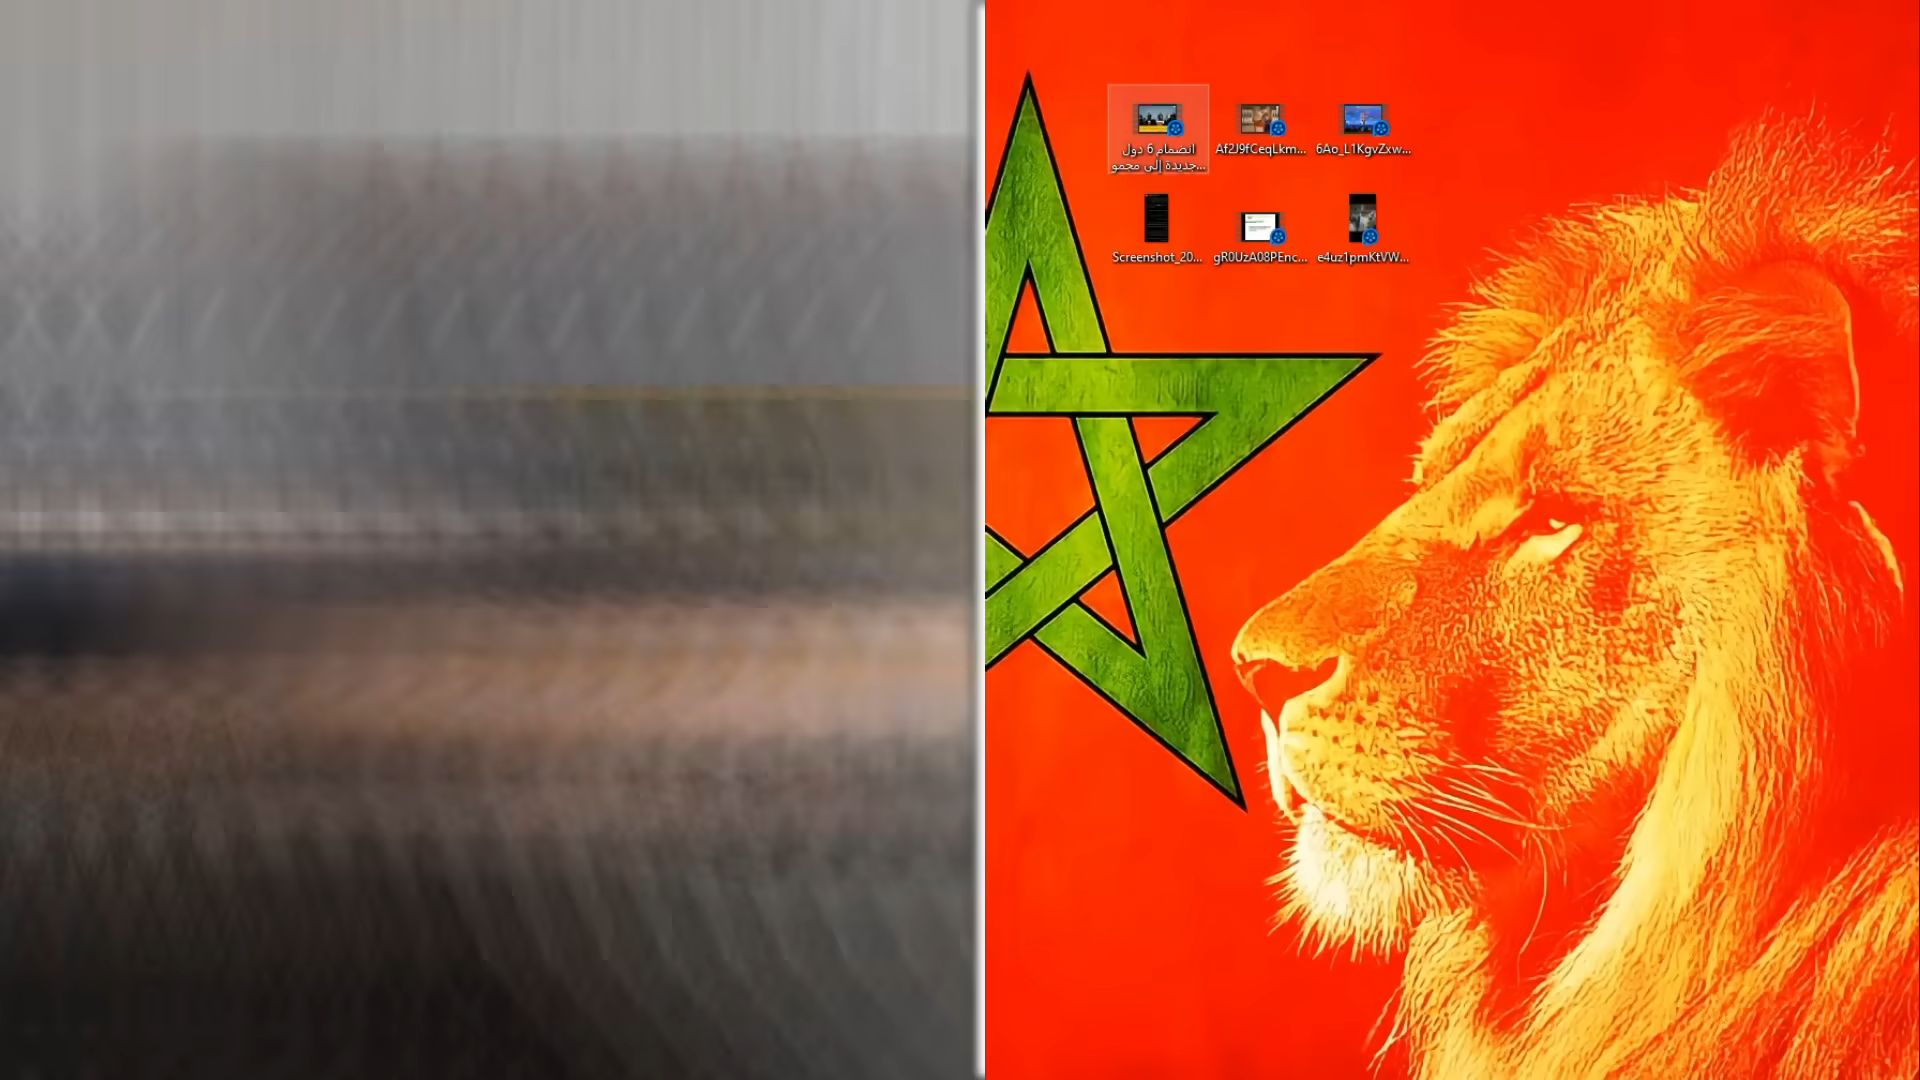 انضمام 6 دول
جديدة إلى مجمو...
Af2J9fCeqLkm...
6Ao_L1KgvZxw...
Screenshot_20...
gR0UzA08PEnc...
e4uz1pmKtVW...